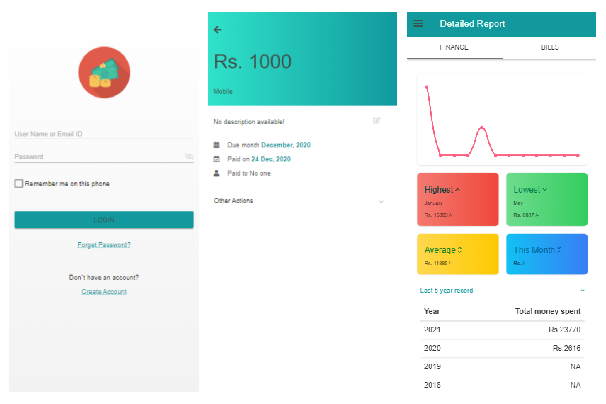 User Name or Email ID
Password
Remember me on this phone
LOGIN
Forget Password?
Don't have an account?
Create Account
Rs. 1000
Mobile
No description available!
Due month December, 2020
Paid on 24 Dec, 2020
Paid to No one
Other Actions
Detailed Report
FINANCE
BILLS
Highest
January
Rs.
Lowest
May
Rs.
Average
Rs.
This Month
Rs.
Last 5 year record
Year Total money spent
2021 Rs 23770
2020 Rs 2616
2019 NA
2018 NA